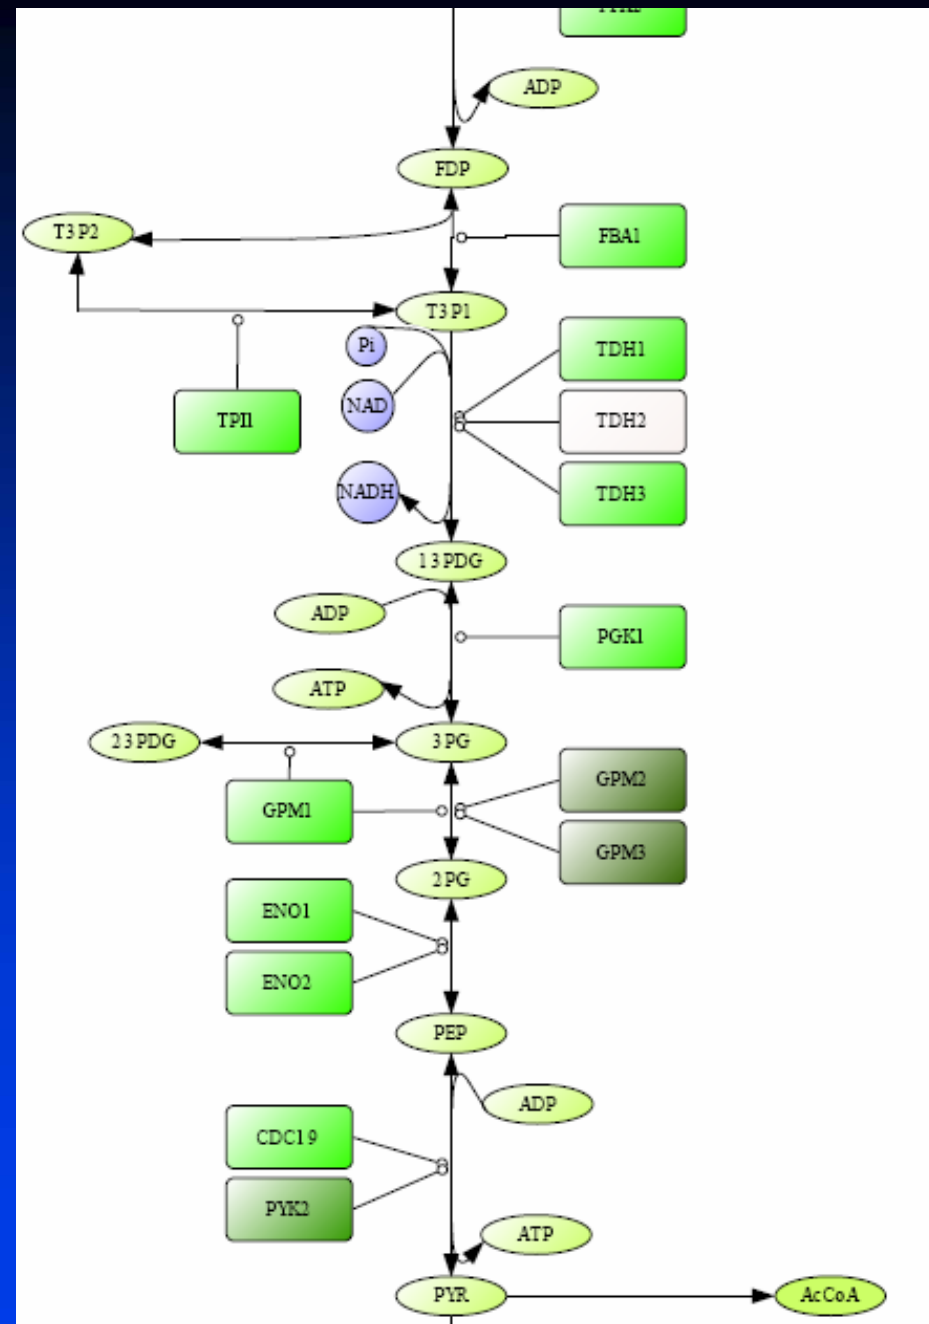 ADP
FDP
T3P2
FBA1
T3P1
Pi
TDH1
NAD
TPI1
TDH2
NADH
TDH3
13PDG
ADP
PGK1
ATP
23PDG
3PG
GPM2
GPM1
GPM3
2PG
ENO1
ENO2
PEP
ADP
CDC19
PYK2
ATP
PYR
AcCoA